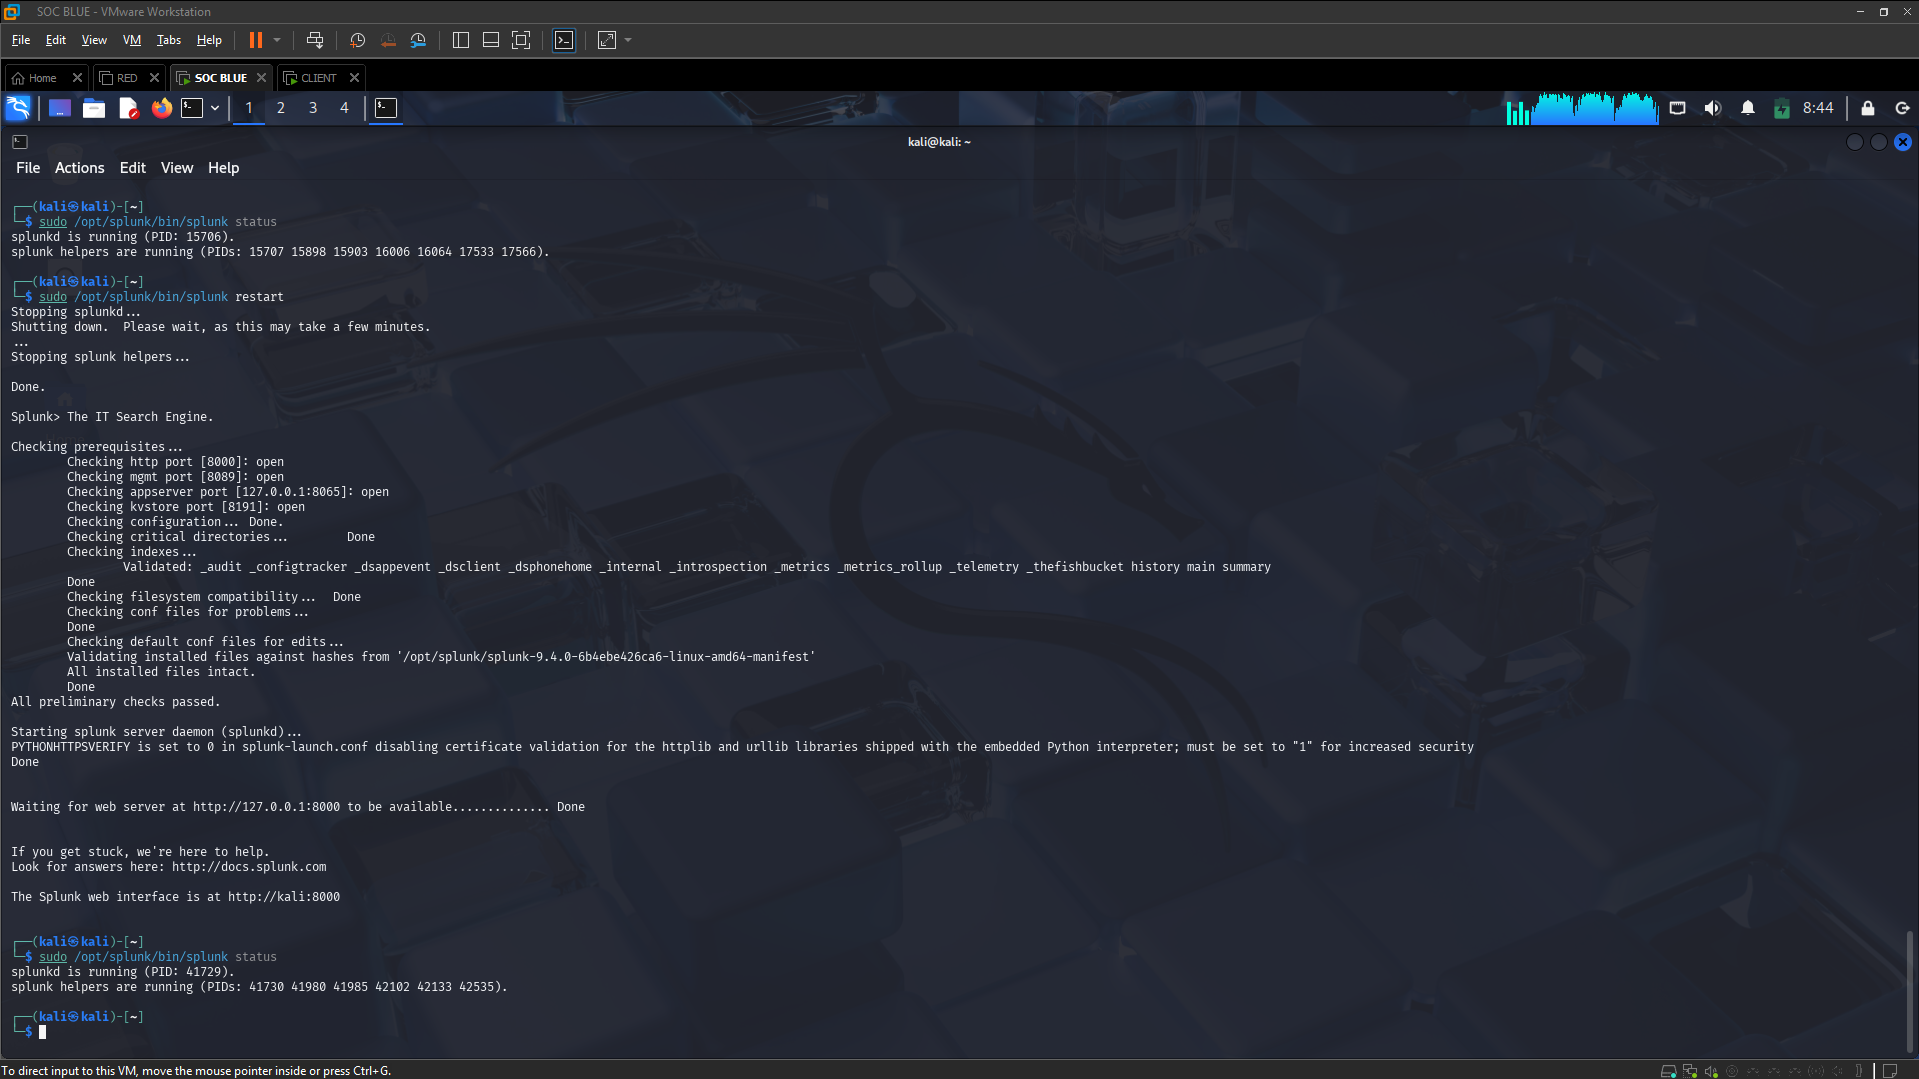 SOC BLUE - VMware Workstation
File Edit View VM Tabs Help
Home RED SOC BLUE CLIENT
1 2 3 4 8:44
kali@kali: ~
File Actions Edit View Help
┌──(kali㉿kali)-[~]
└─$ sudo /opt/splunk/bin/splunk status
splunkd is running (PID: 15706).
splunk helpers are running (PIDs: 15707 15898 15903 16006 16064 17533 17566).
┌──(kali㉿kali)-[~]
└─$ sudo /opt/splunk/bin/splunk restart
Stopping splunkd...
Shutting down.  Please wait, as this may take a few minutes.
...
Stopping splunk helpers...
Done.
Splunk> The IT Search Engine.
Checking prerequisites...
Checking http port [8000]: open
Checking mgmt port [8089]: open
Checking appserver port [127.0.0.1:8065]: open
Checking kvstore port [8191]: open
Checking configuration... Done.
Checking critical directories...        Done
Checking indexes...
Validated: _audit _configtracker _dsappevent _dsclient _dsphonehome _internal _introspection _metrics _metrics_rollup _telemetry _thefishbucket history main summary
Done
Checking filesystem compatibility...  Done
Checking conf files for problems...
Done
Checking default conf files for edits...
Validating installed files against hashes from '/opt/splunk/splunk-9.4.0-6b4ebe426ca6-linux-amd64-manifest'
All installed files intact.
Done
All preliminary checks passed.
Starting splunk server daemon (splunkd)...
PYTHONHTTPSVERIFY is set to 0 in splunk-launch.conf disabling certificate validation for the httplib and urllib libraries shipped with the embedded Python interpreter; must be set to "1" for increased security
Done
Waiting for web server at http://127.0.0.1:8000 to be available.............. Done
If you get stuck, we're here to help.
Look for answers here: http://docs.splunk.com
The Splunk web interface is at http://kali:8000
┌──(kali㉿kali)-[~]
└─$ sudo /opt/splunk/bin/splunk status
splunkd is running (PID: 41729).
splunk helpers are running (PIDs: 41730 41980 41985 42102 42133 42535).
┌──(kali㉿kali)-[~]
└─$
To direct input to this VM, move the mouse pointer inside or press Ctrl+G.